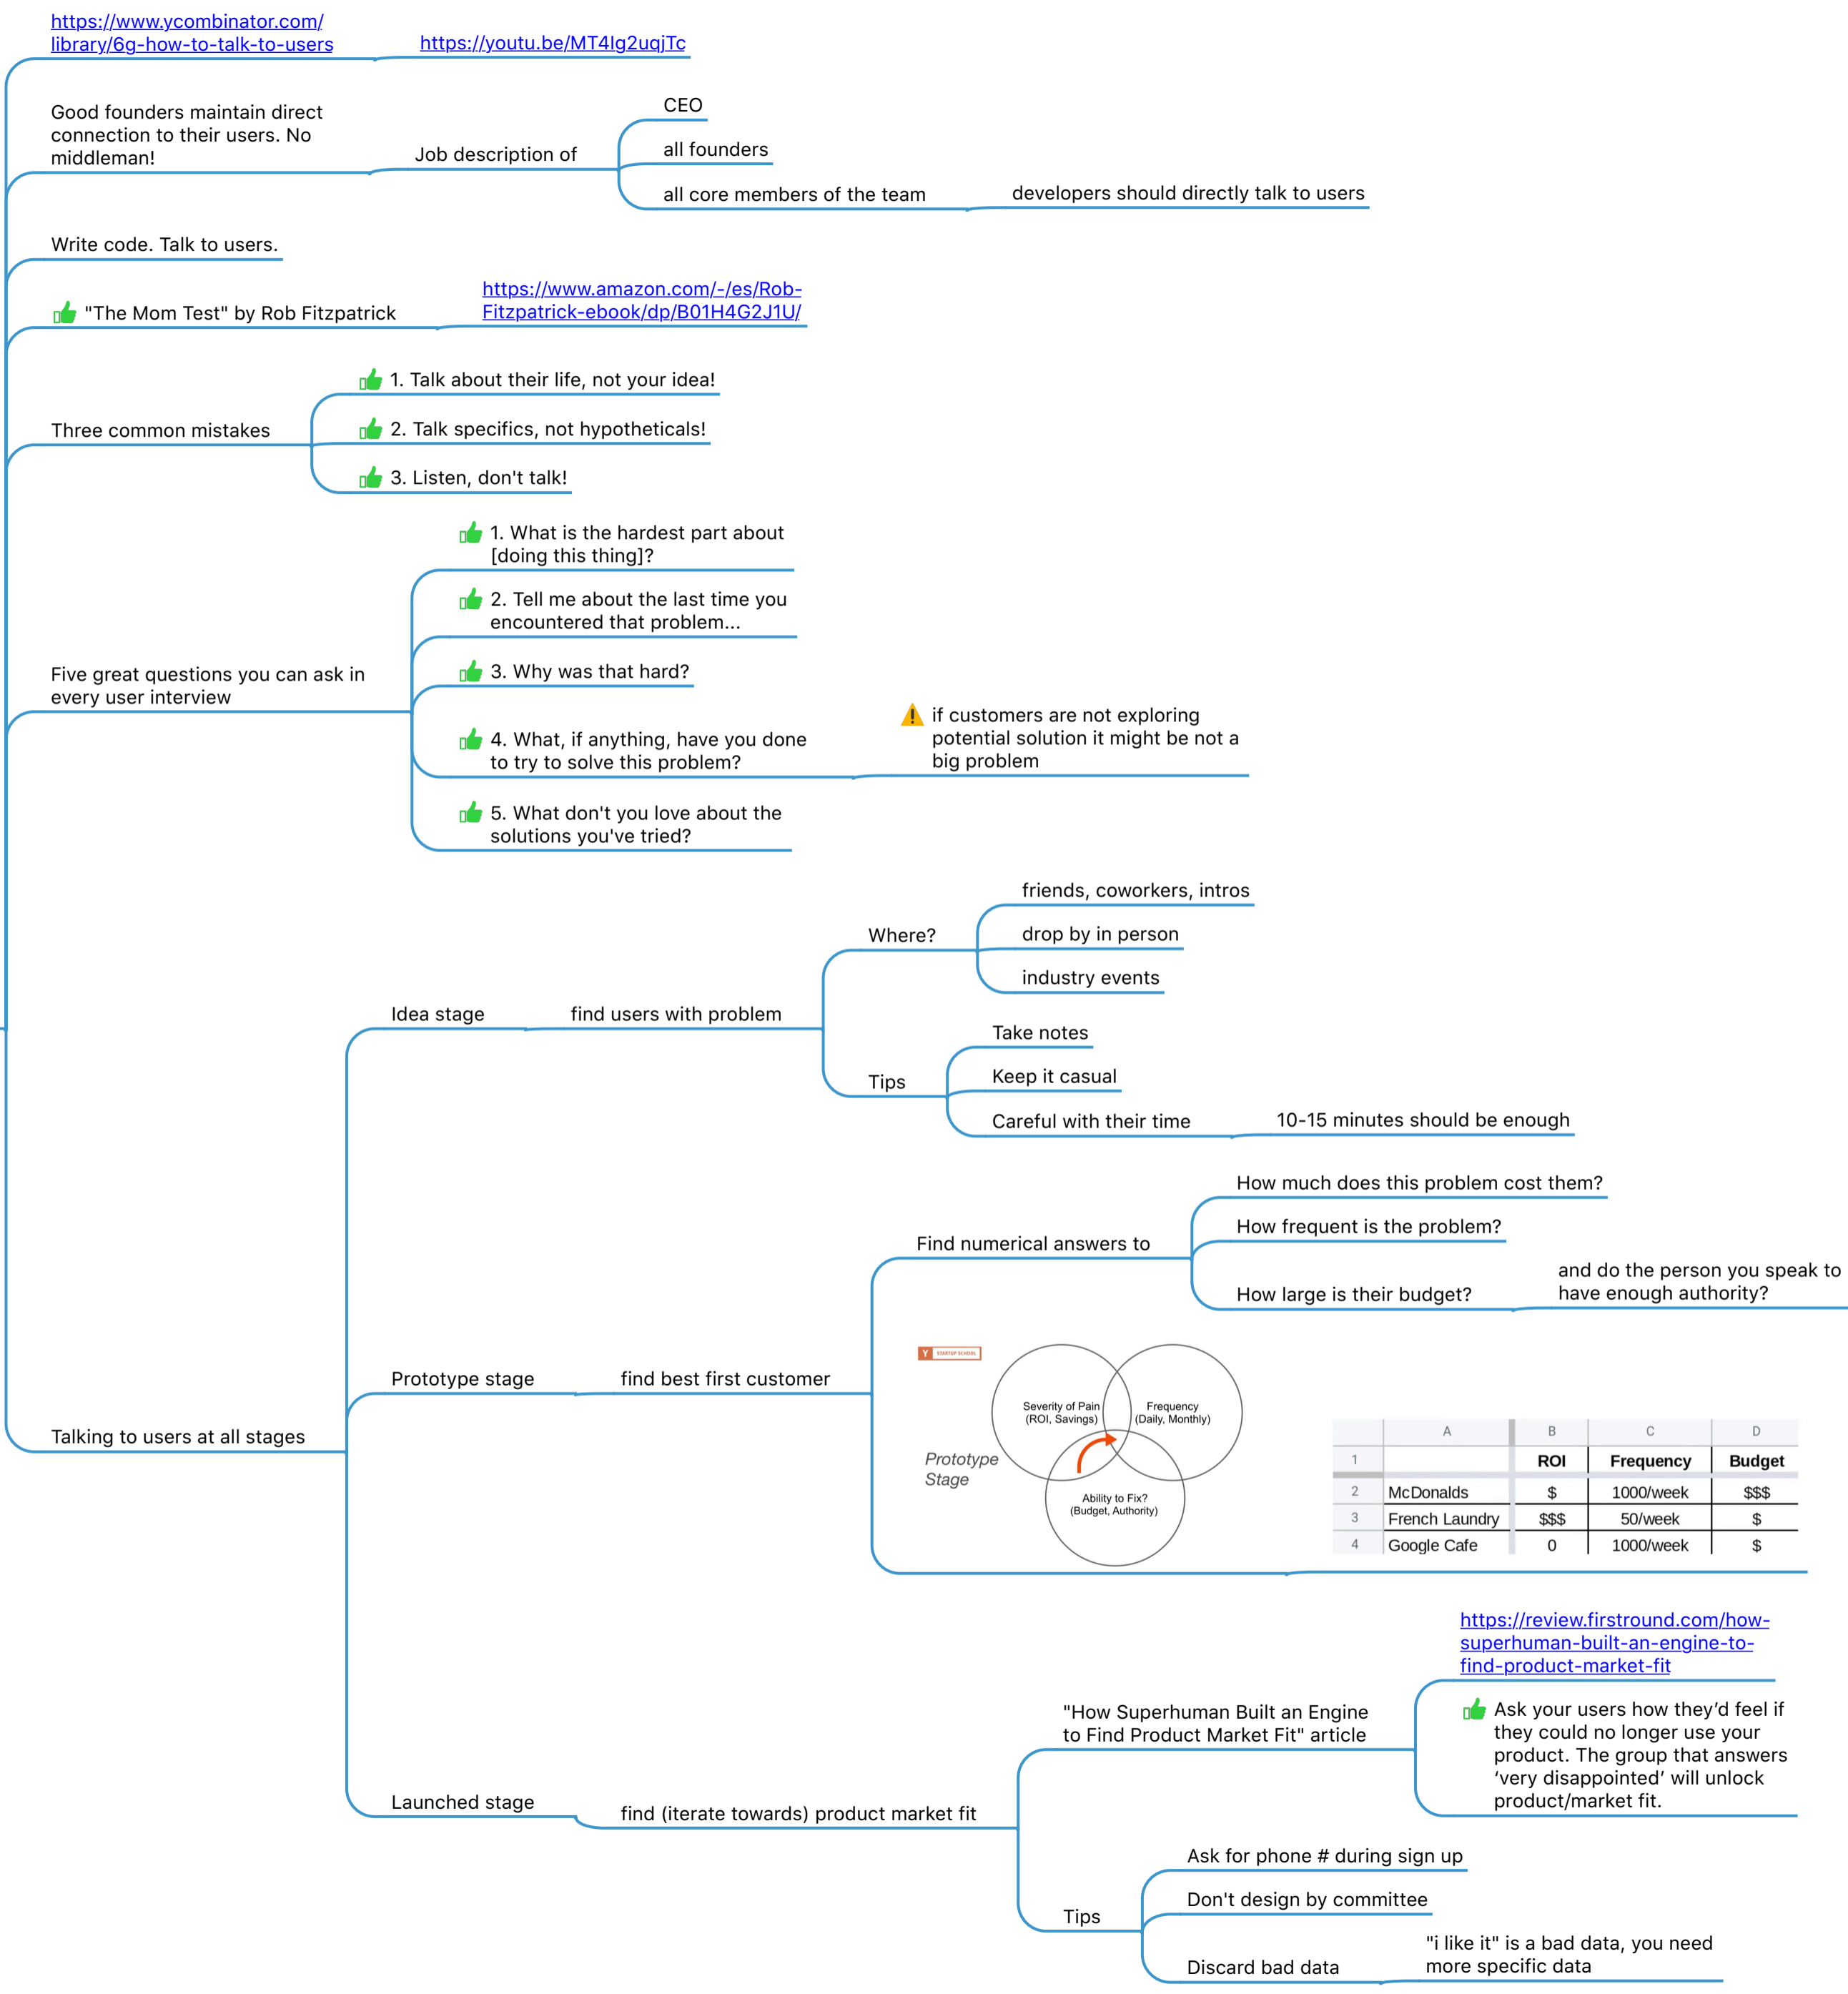 https://www.ycombinator.com/
library/6g-how-to-talk-to-users
https://youtu.be/MT4Ig2uqjTc
Good founders maintain direct
connection to their users. No
middleman!
Job description of
CEO
all founders
all core members of the team
developers should directly talk to users
Write code. Talk to users.
"The Mom Test" by Rob Fitzpatrick
https://www.amazon.com/-/es/Rob-
Fitzpatrick-ebook/dp/B01H4G2J1U/
Three common mistakes
1. Talk about their life, not your idea!
2. Talk specifics, not hypotheticals!
3. Listen, don't talk!
Five great questions you can ask in
every user interview
1. What is the hardest part about
[doing this thing]?
2. Tell me about the last time you
encountered that problem...
3. Why was that hard?
4. What, if anything, have you done
to try to solve this problem?
if customers are not exploring
potential solution it might be not a
big problem
5. What don't you love about the
solutions you've tried?
Talking to users at all stages
Idea stage
find users with problem
Where?
friends, coworkers, intros
drop by in person
industry events
Tips
Take notes
Keep it casual
Careful with their time
10-15 minutes should be enough
Prototype stage
find best first customer
Find numerical answers to
How much does this problem cost them?
How frequent is the problem?
How large is their budget?
and do the person you speak to
have enough authority?
Y STARTUP SCHOOL
Severity of Pain
(ROI, Savings)
Frequency
(Daily, Monthly)
Prototype
Stage
Ability to Fix?
(Budget, Authority)
A B C D
1 ROI Frequency Budget
2 McDonalds $ 1000/week $$$
3 French Laundry $$$ 50/week $
4 Google Cafe 0 1000/week $
Launched stage
find (iterate towards) product market fit
"How Superhuman Built an Engine
to Find Product Market Fit" article
https://review.firstround.com/how-
superhuman-built-an-engine-to-
find-product-market-fit
Ask your users how they’d feel if
they could no longer use your
product. The group that answers
‘very disappointed’ will unlock
product/market fit.
Tips
Ask for phone # during sign up
Don't design by committee
Discard bad data
"i like it" is a bad data, you need
more specific data